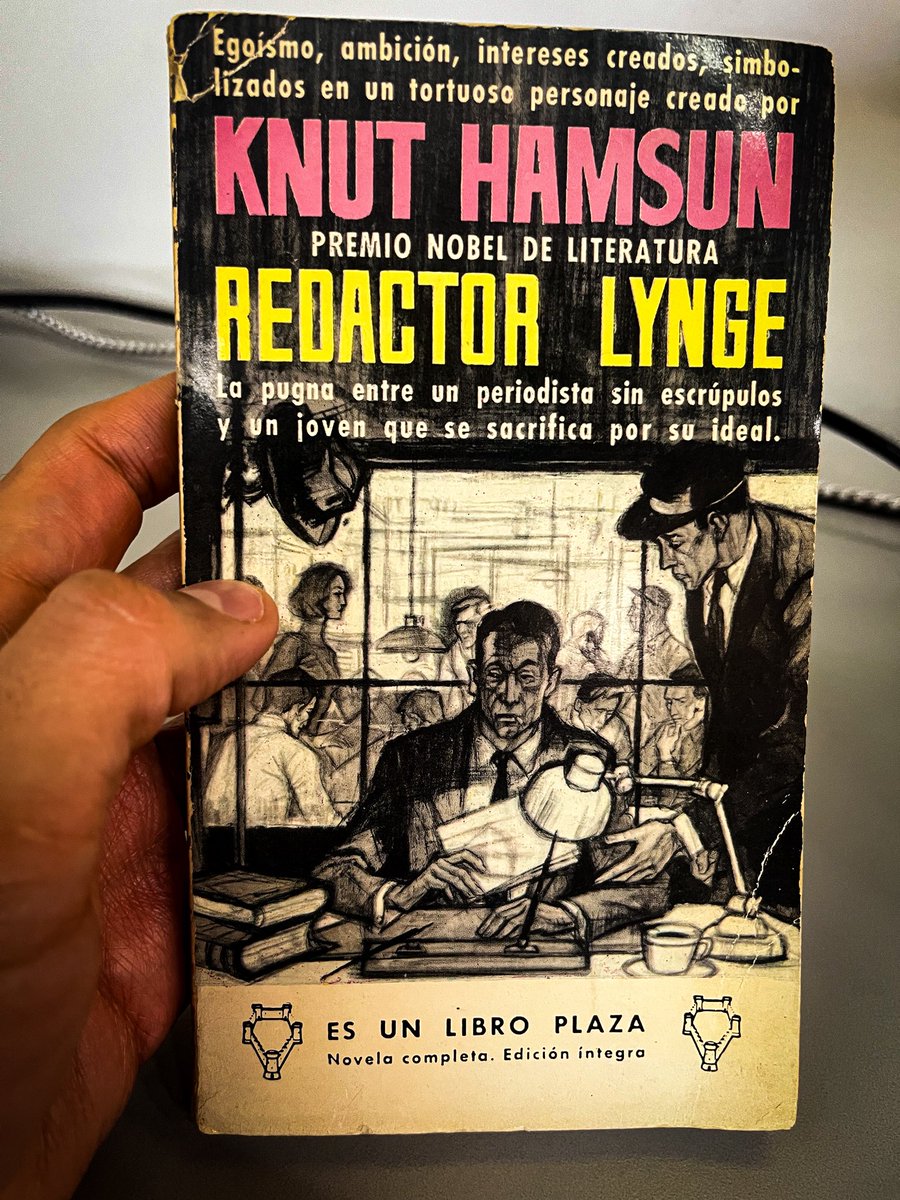 Egoísmo, ambición, intereses creados, simbo-
lizados en un tortuoso personaje creado por
KNUT HAMSUN
PREMIO NOBEL DE LITERATURA
REDACTOR LYNGE
La pugna entre un periodista sin escrúpulos
y un joven que se sacrifica por su ideal.
ES UN LIBRO PLAZA
Novela completa. Edición íntegra